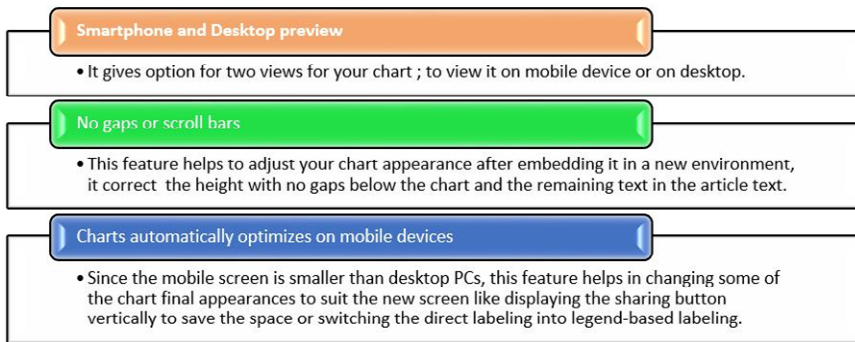 Smartphone and Desktop preview
• It gives option for two views for your chart ; to view it on mobile device or on desktop.
No gaps or scroll bars
• This feature helps to adjust your chart appearance after embedding it in a new environment,
it correct the height with no gaps below the chart and the remaining text in the article text.
Charts automatically optimizes on mobile devices
• Since the mobile screen is smaller than desktop PCs, this feature helps in changing some of
the chart final appearances to suit the new screen like displaying the sharing button
vertically to save the space or switching the direct labeling into legend-based labeling.